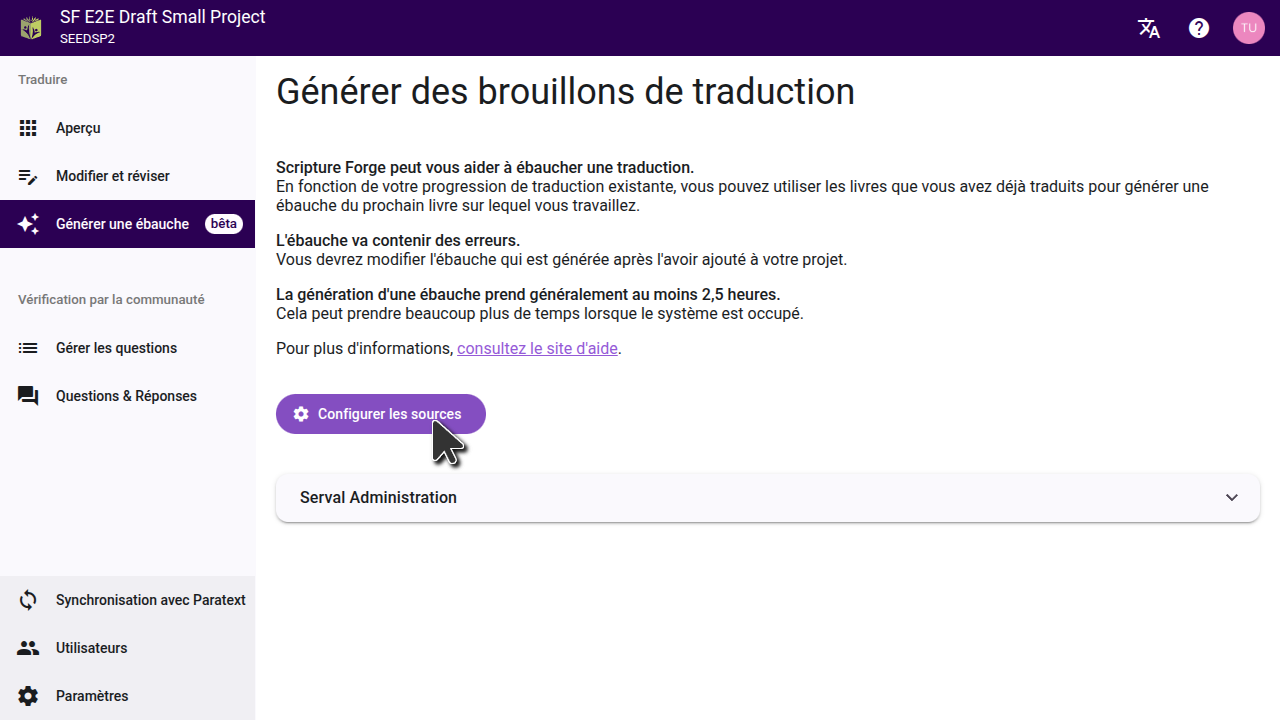 SF E2E Draft Small Project
SEEDSP2
TU
Traduire
Aperçu
Modifier et réviser
Générer une ébauche bêta
Vérification par la communauté
Gérer les questions
Questions & Réponses
Synchronisation avec Paratext
Utilisateurs
Paramètres
Générer des brouillons de traduction
Scripture Forge peut vous aider à ébaucher une traduction.
En fonction de votre progression de traduction existante, vous pouvez utiliser les livres que vous avez déjà traduits pour générer une
ébauche du prochain livre sur lequel vous travaillez.
L'ébauche va contenir des erreurs.
Vous devrez modifier l'ébauche qui est générée après l'avoir ajouté à votre projet.
La génération d'une ébauche prend généralement au moins 2,5 heures.
Cela peut prendre beaucoup plus de temps lorsque le système est occupé.
Pour plus d'informations, consultez le site d'aide.
Configurer les sources
Serval Administration